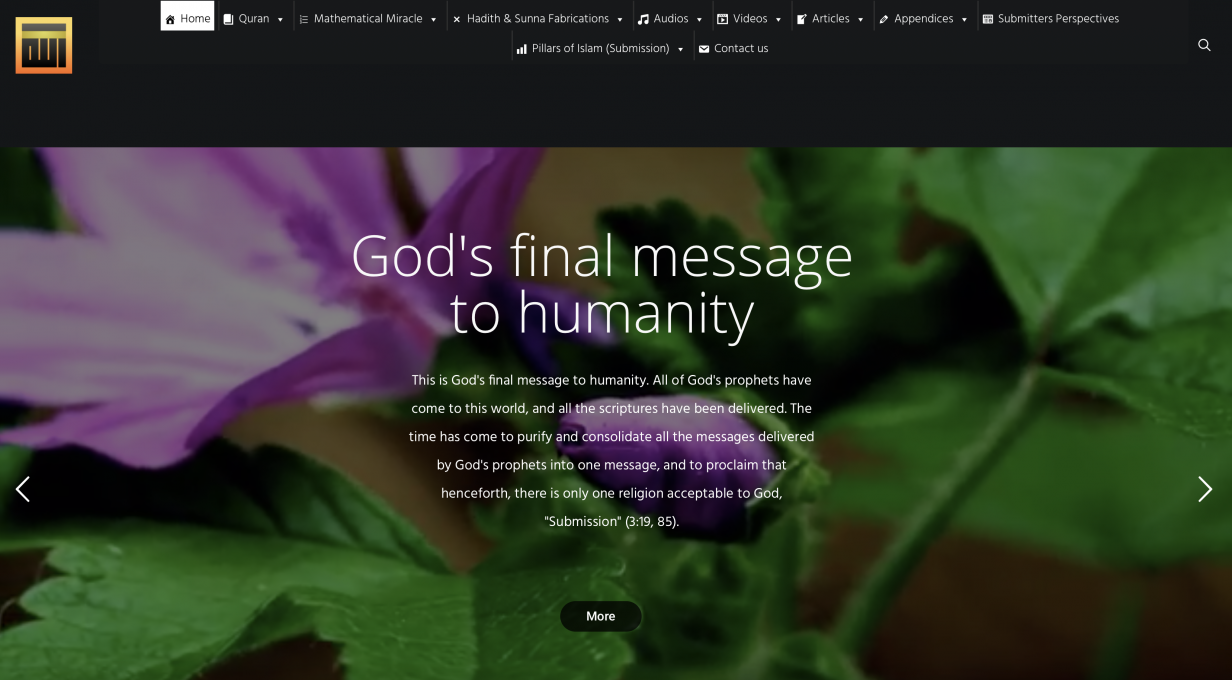 Home
Quran
Mathematical Miracle
Hadith & Sunna Fabrications
Audios
Videos
Articles
Appendices
Submitters Perspectives
Pillars of Islam (Submission)
Contact us
God's final message
to humanity
This is God's final message to humanity. All of God's prophets have
come to this world, and all the scriptures have been delivered. The
time has come to purify and consolidate all the messages delivered
by God's prophets into one message, and to proclaim that
henceforth, there is only one religion acceptable to God,
"Submission" (3:19, 85).
More